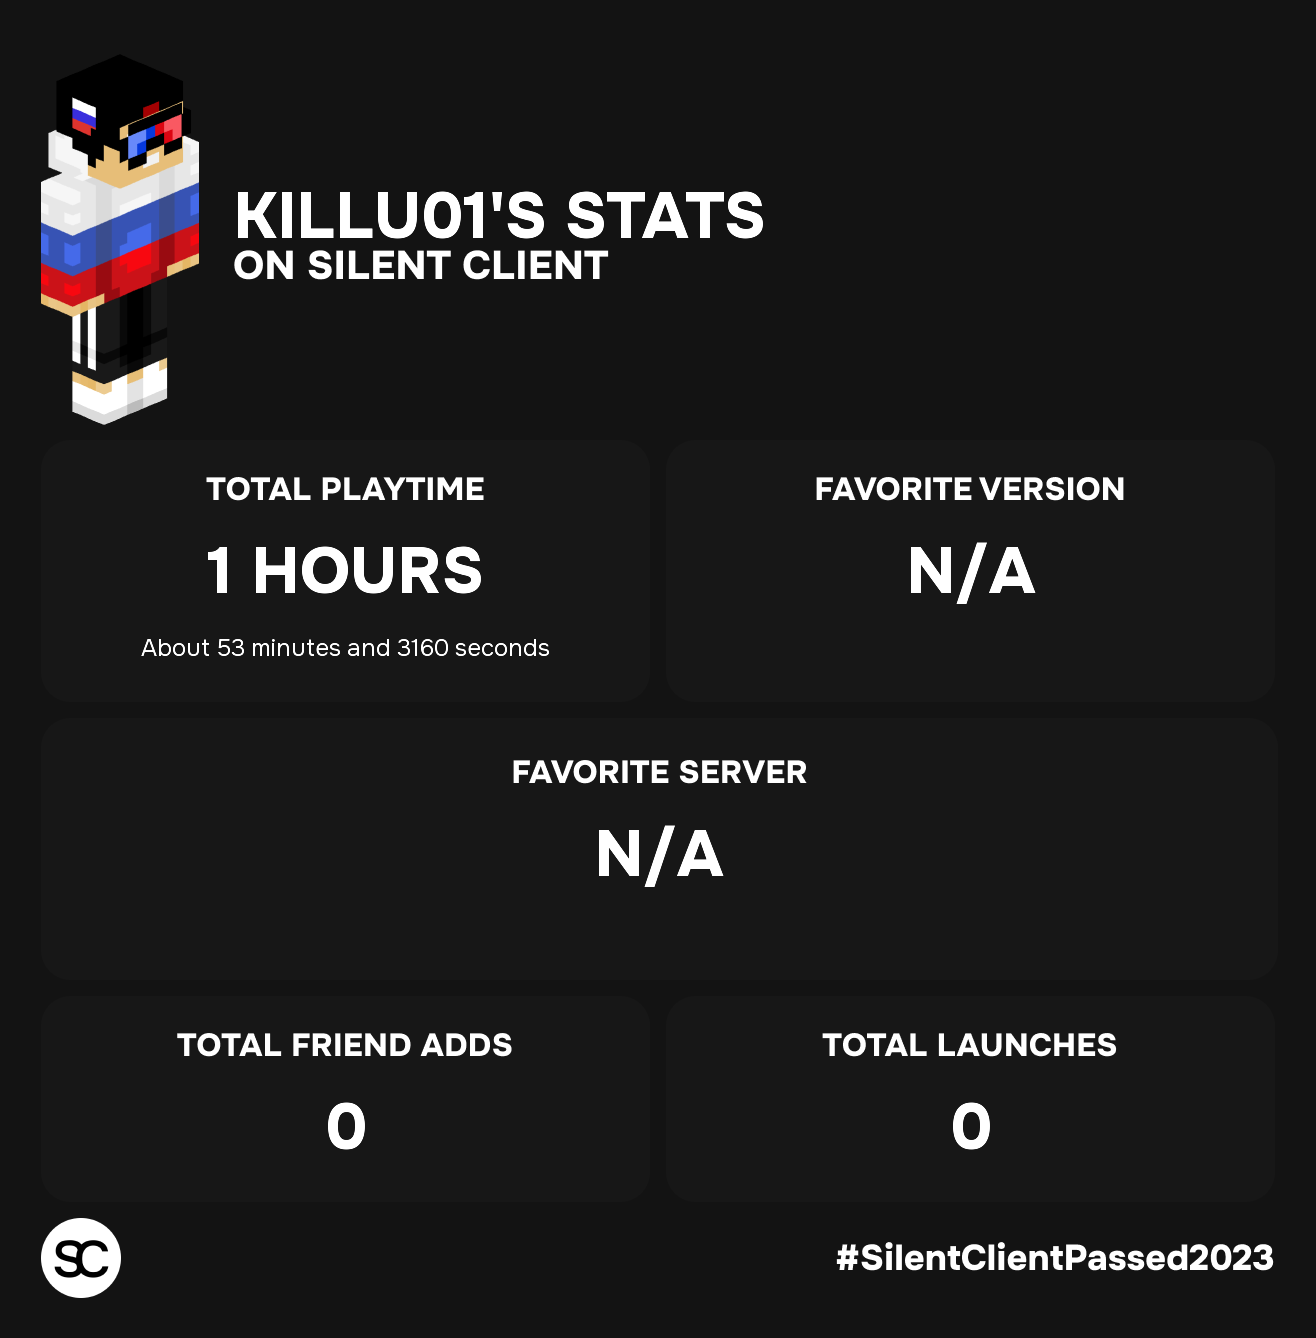 KILLU01'S STATS
ON SILENT CLIENT
TOTAL PLAYTIME
1 HOURS
About 53 minutes and 3160 seconds
FAVORITE VERSION
N/A
FAVORITE SERVER
N/A
TOTAL FRIEND ADDS
0
TOTAL LAUNCHES
0
SC
#SilentClientPassed2023